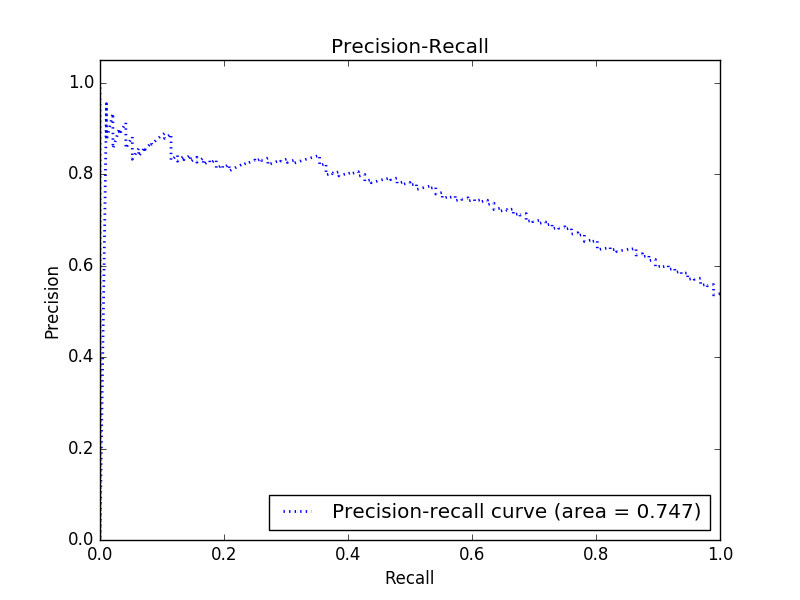 Precision-Recall
1.0
0.8
0.6
0.4
0.2
0.0
Precision
Precision-recall curve (area = 0.747)
0.0 0.2 0.4 0.6 0.8 1.0
Recall